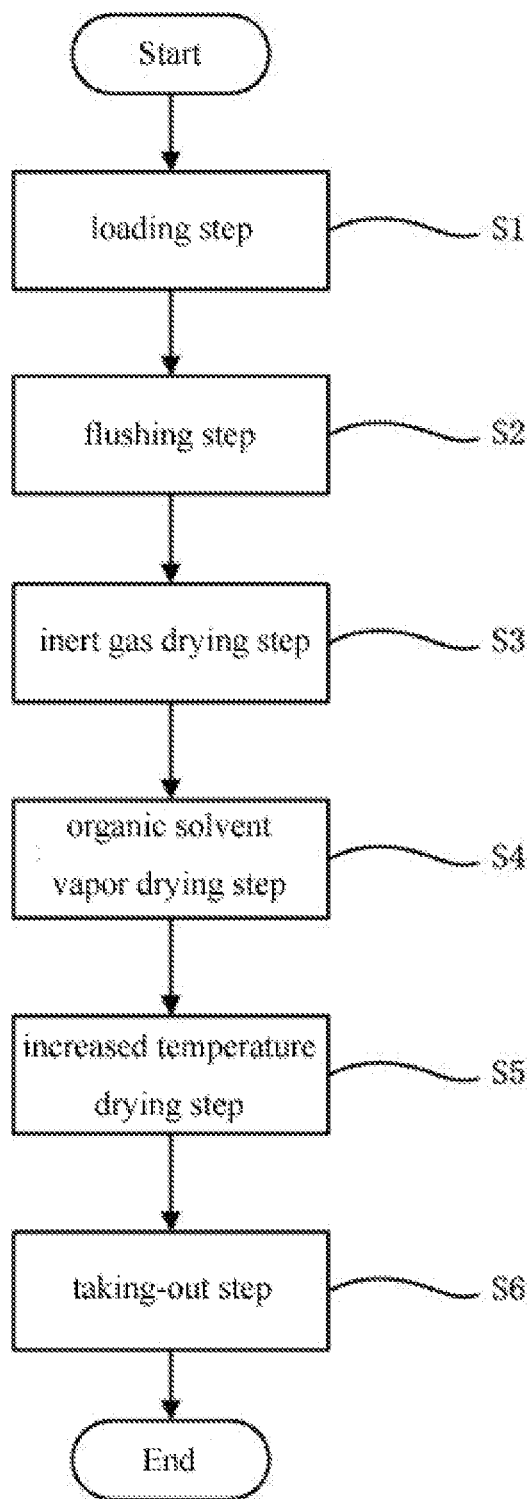 Start
loading step
S1
flushing step
S2
inert gas drying step
S3
organic solvent
vapor drying step
S4
increased temperature
drying step
S5
taking-out step
S6
End